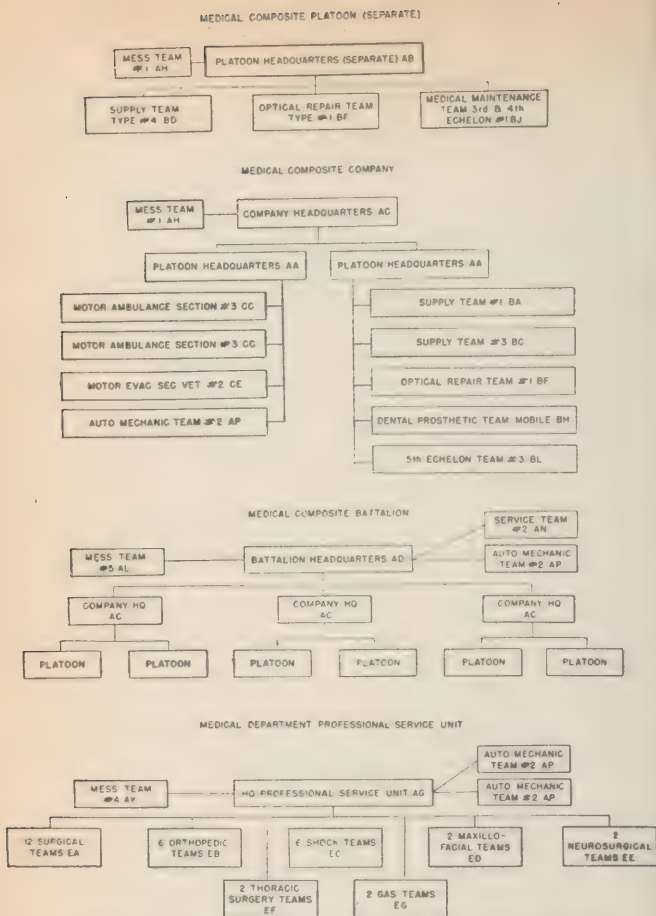 MEDICAL COMPOSITE PLATOON (SEPARATE)
MESS TEAM
#1 AH
PLATOON HEADQUARTERS (SEPARATE) AB
SUPPLY TEAM
TYPE #4 BD
OPTICAL REPAIR TEAM
TYPE #1 BF
MEDICAL MAINTENANCE
TEAM 3rd & 4th
ECHELON #1 BJ
MEDICAL COMPOSITE COMPANY
MESS TEAM
#1 AH
COMPANY HEADQUARTERS AC
PLATOON HEADQUARTERS AA
PLATOON HEADQUARTERS AA
MOTOR AMBULANCE SECTION #3 CC
MOTOR AMBULANCE SECTION #3 CC
MOTOR EVAC SEC VET #2 CE
AUTO MECHANIC TEAM #2 AP
SUPPLY TEAM #1 BA
SUPPLY TEAM #3 BC
OPTICAL REPAIR TEAM #1 BF
DENTAL PROSTHETIC TEAM MOBILE BH
5th ECHELON TEAM #3 BL
MEDICAL COMPOSITE BATTALION
SERVICE TEAM
#2 AN
MESS TEAM
#5 AL
BATTALION HEADQUARTERS AD
AUTO MECHANIC
TEAM #2 AP
COMPANY HQ
AC
COMPANY HQ
AC
COMPANY HQ
AC
PLATOON
PLATOON
PLATOON
PLATOON
PLATOON
PLATOON
MEDICAL DEPARTMENT PROFESSIONAL SERVICE UNIT
AUTO MECHANIC
TEAM #2 AP
MESS TEAM
#4
HQ PROFESSIONAL SERVICE UNIT AG
AUTO MECHANIC
TEAM #2 AP
12 SURGICAL
TEAMS EA
6 ORTHOPEDIC
TEAMS EB
6 SHOCK TEAMS
EC
2 MAXILLO-
FACIAL TEAMS
ED
2
NEUROSURGICAL
TEAMS EE
2 THORACIC
SURGERY TEAMS
EF
2 GAS TEAMS
EG